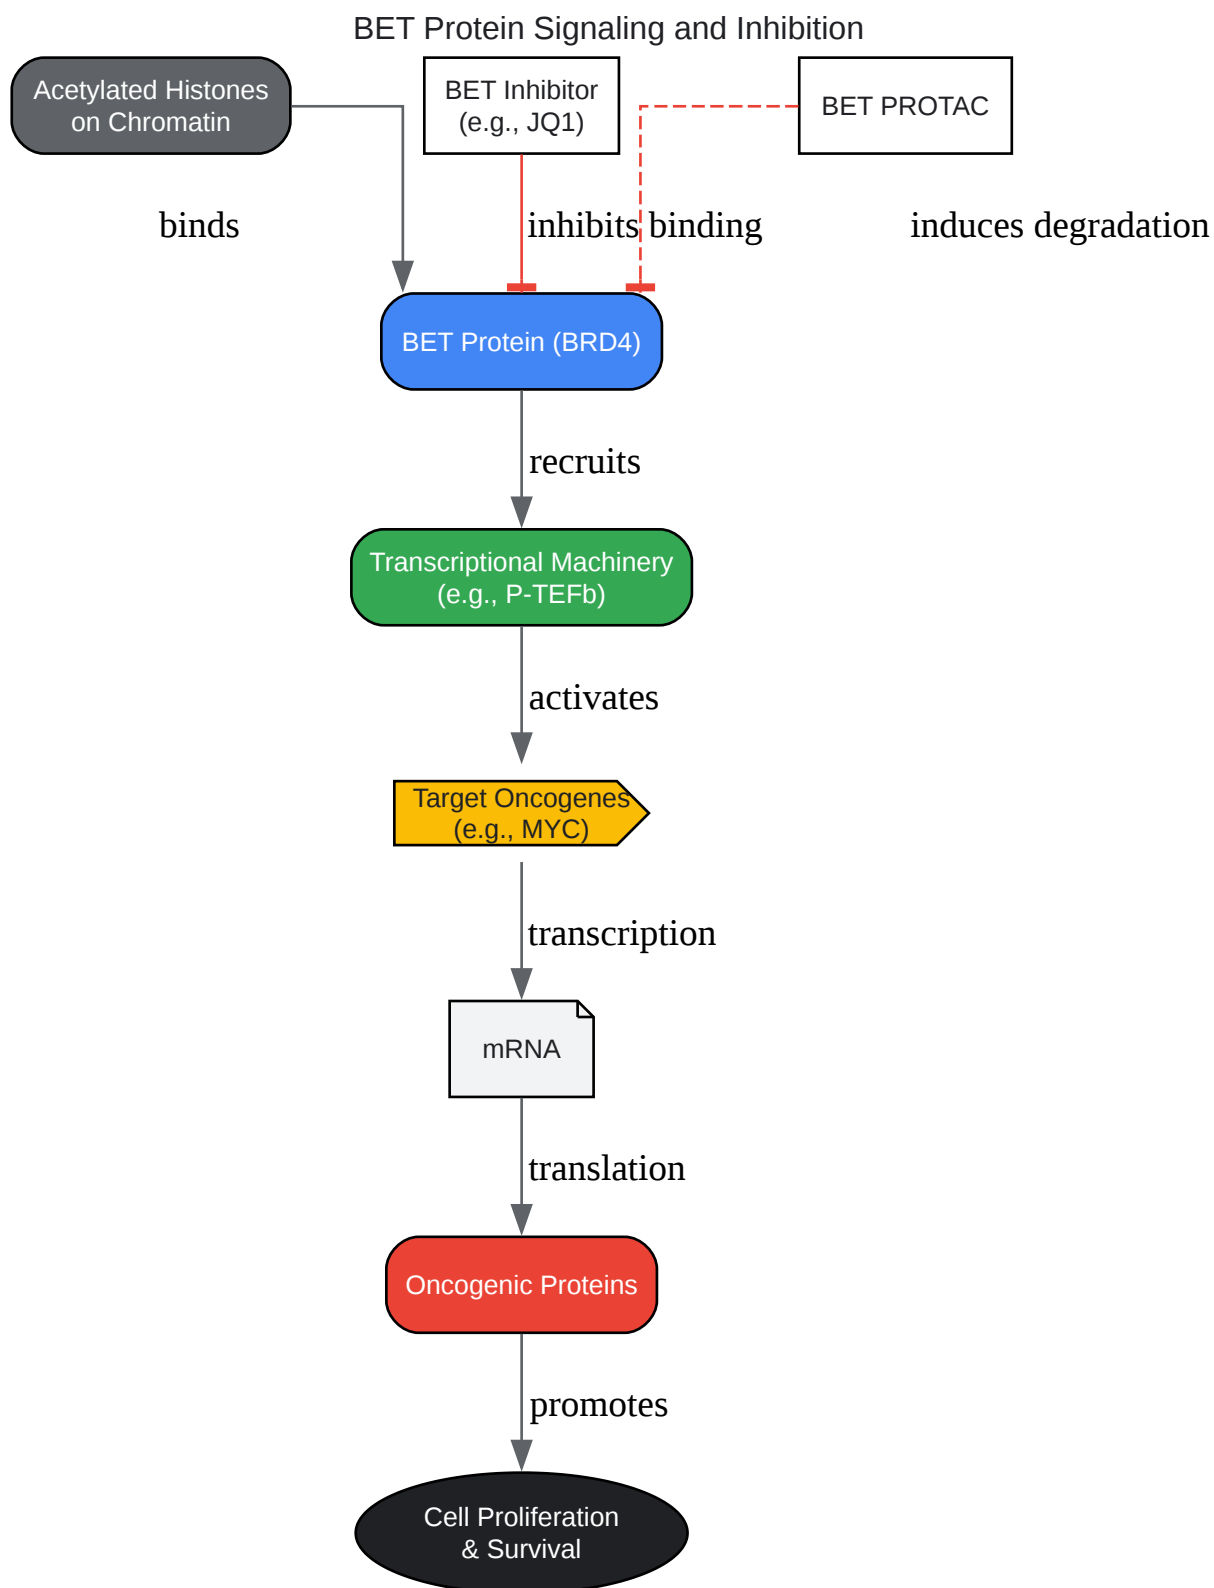 BET Protein Signaling and Inhibition
Acetylated Histones
on Chromatin
BET Inhibitor
(e.g., JQ1)
BET PROTAC
binds
inhibits binding
induces degradation
BET Protein (BRD4)
recruits
Transcriptional Machinery
(e.g., P-TEFb)
activates
Target Oncogenes
(e.g., MYC)
transcription
mRNA
translation
Oncogenic Proteins
promotes
Cell Proliferation
& Survival